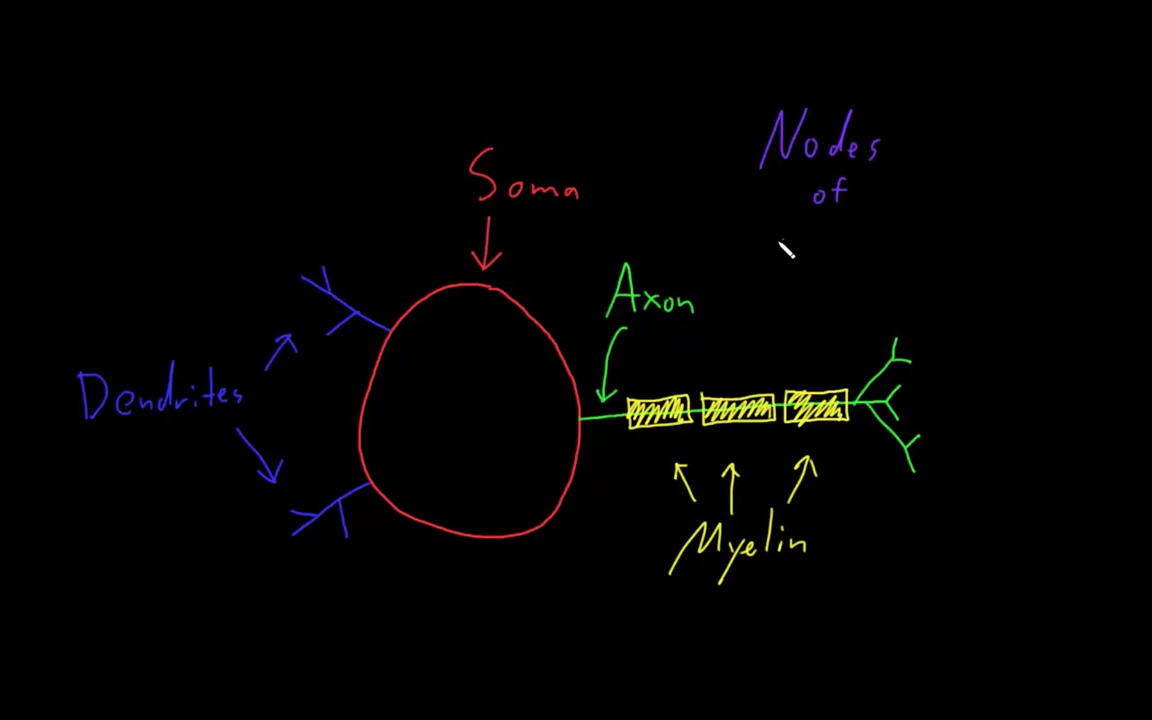 Nodes
of
Soma
Axon
Dendrites
Myelin